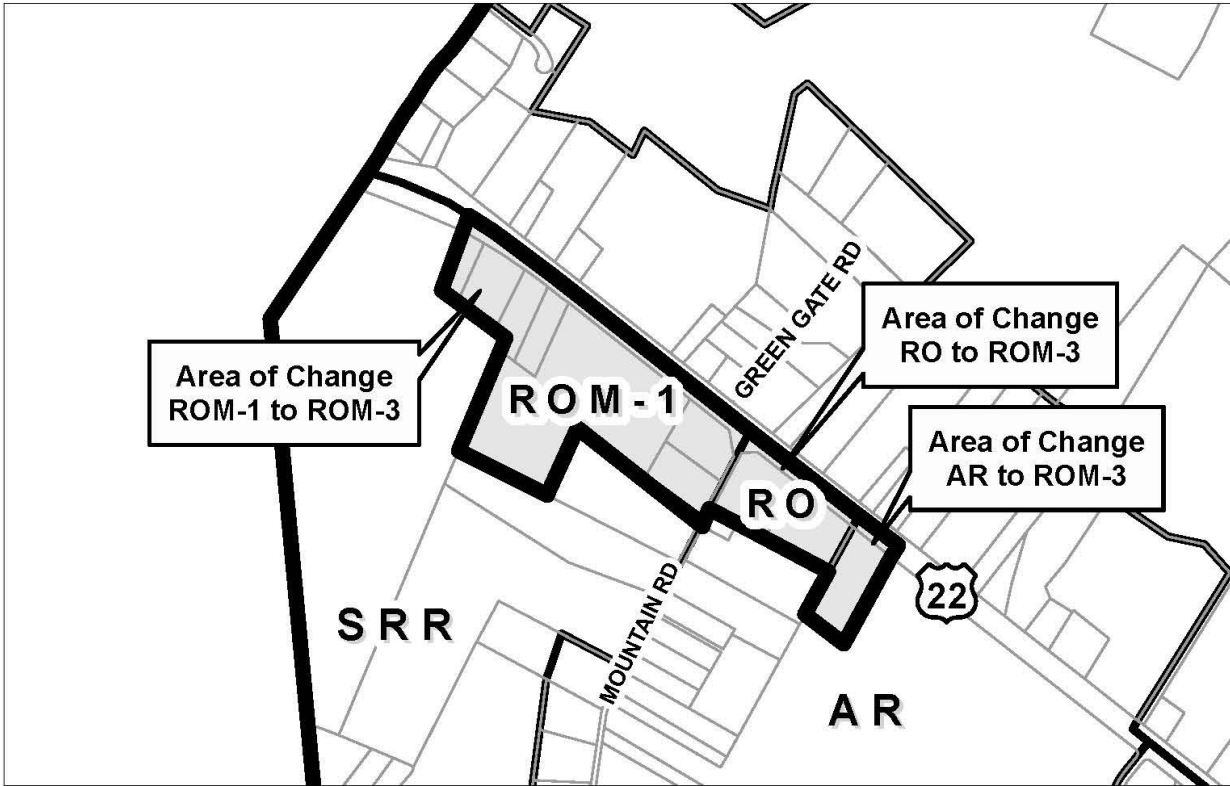 GREEN GATE RD
Area of Change
RO to ROM-3
Area of Change
ROM-1 to ROM-3
ROM-1
Area of Change
AR to ROM-3
RO
22
MOUNTAIN RD
SRR
AR